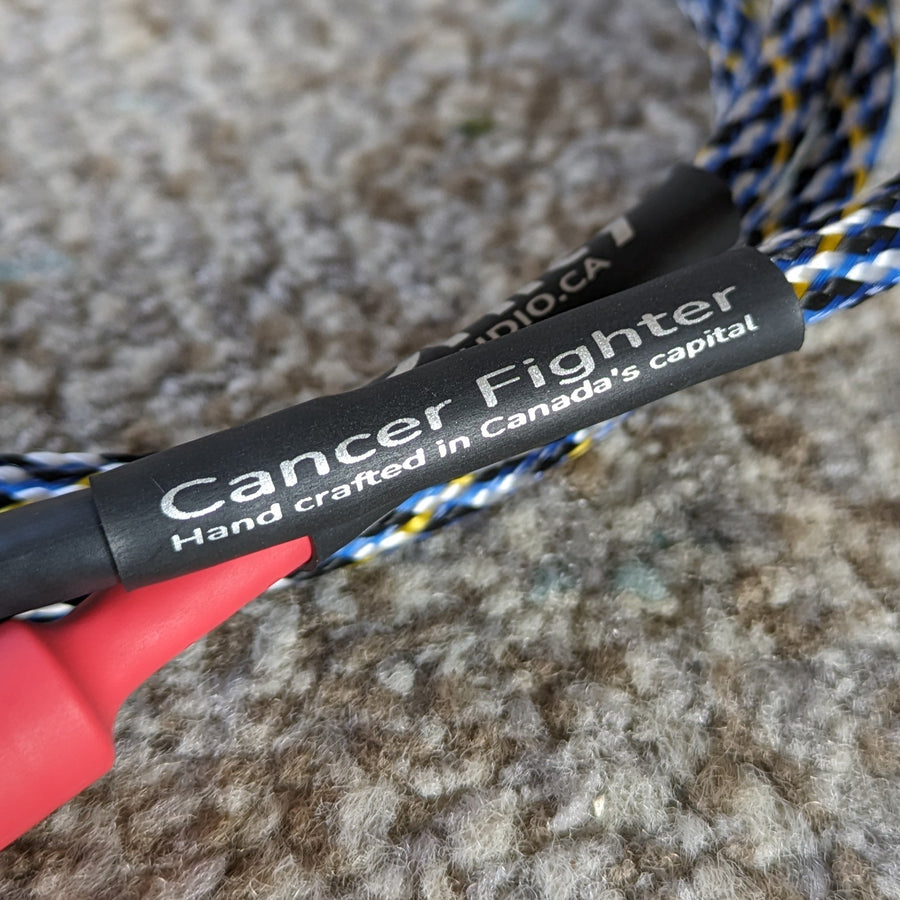 Cancer Fighter
Hand crafted in Canada's capital